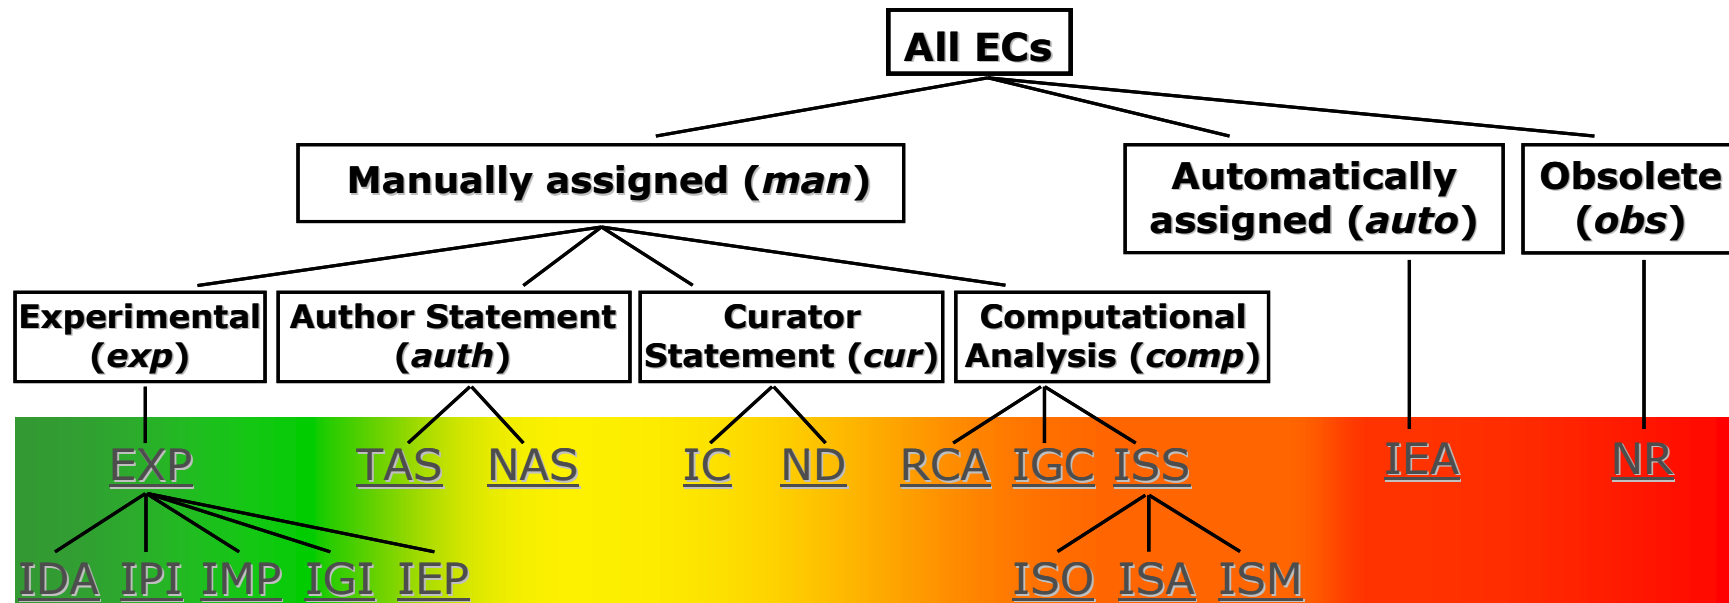 All ECs
Manually assigned (man)
Automatically
assigned (auto)
Obsolete
(obs)
Experimental
(exp)
Author Statement
(auth)
Curator
Statement (cur)
Computational
Analysis (comp)
EXP TAS NAS IC ND RCA IGC ISS IEA NR
IDA IPI IMP IGI IEP ISO ISA ISM